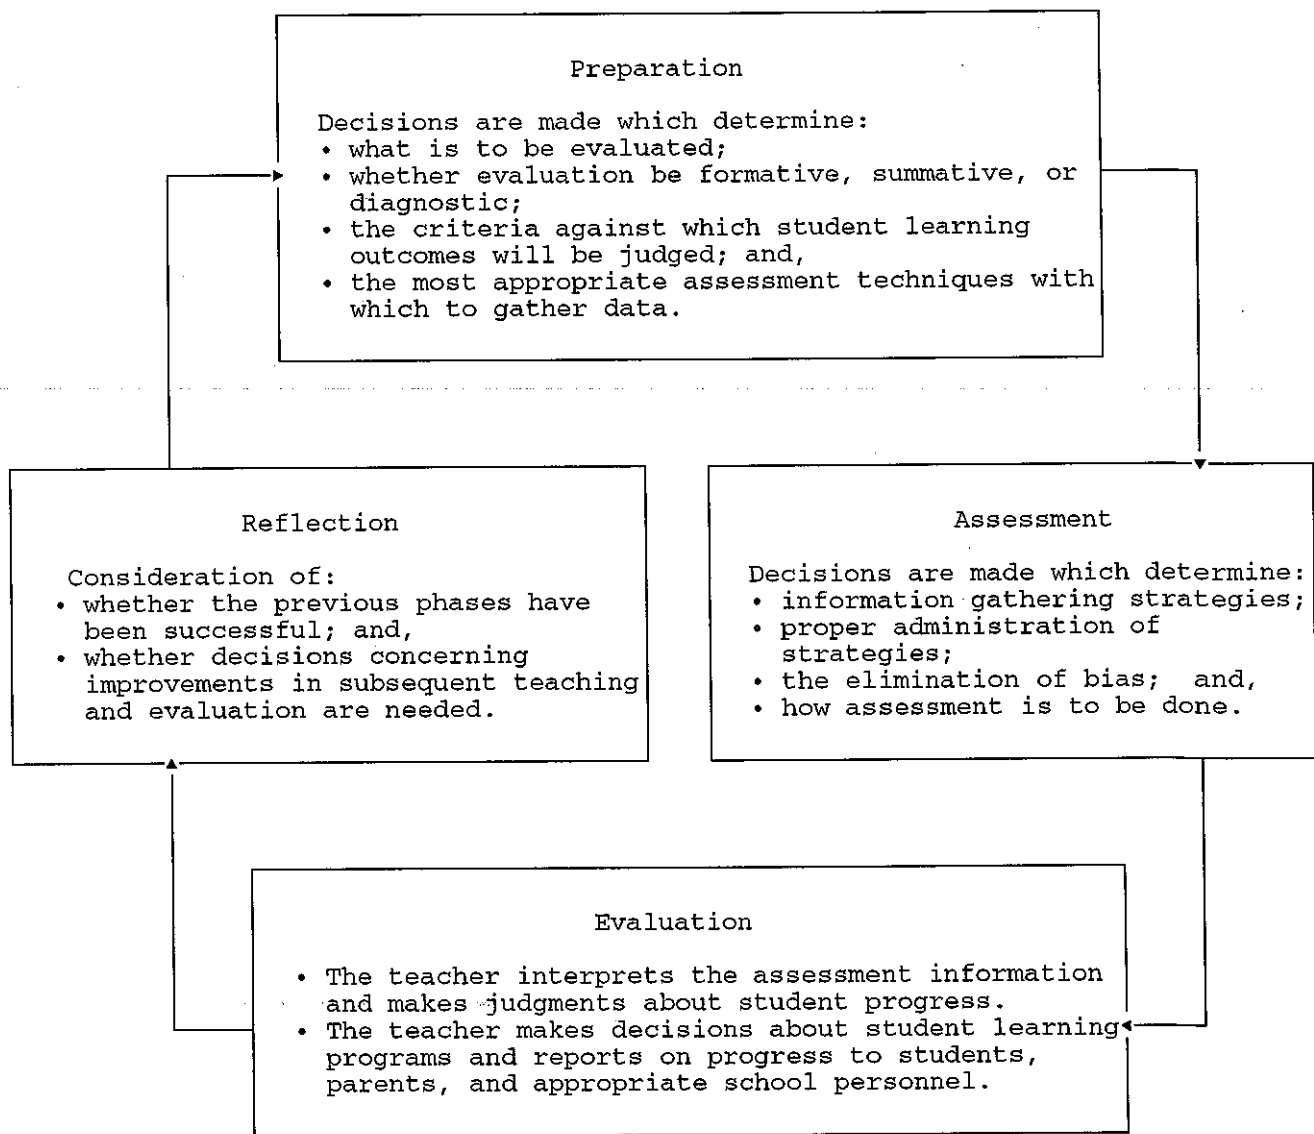 Preparation
Decisions are made which determine:
• what is to be evaluated;
• whether evaluation be formative, summative, or
diagnostic;
• the criteria against which student learning
outcomes will be judged; and,
• the most appropriate assessment techniques with
which to gather data.
Assessment
Decisions are made which determine:
• information gathering strategies;
• proper administration of
strategies;
• the elimination of bias; and,
• how assessment is to be done.
Evaluation
• The teacher interprets the assessment information
and makes judgments about student progress.
• The teacher makes decisions about student learning
programs and reports on progress to students,
parents, and appropriate school personnel.
Reflection
Consideration of:
• whether the previous phases have
been successful; and,
• whether decisions concerning
improvements in subsequent teaching
and evaluation are needed.